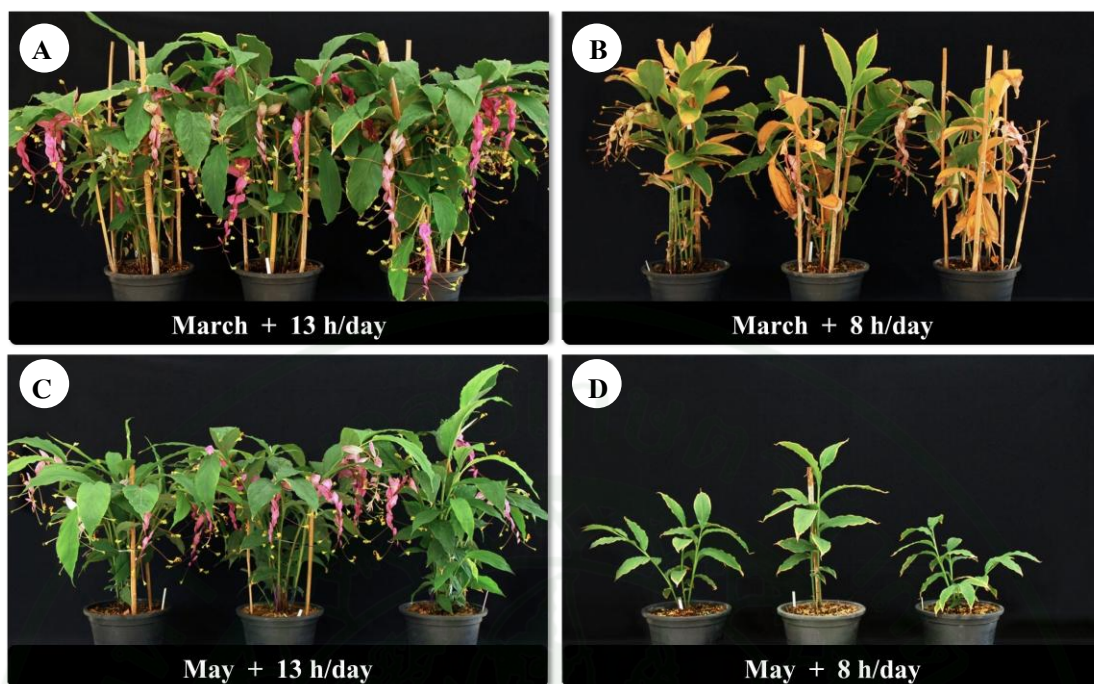 A
B
March + 13 h/day
March + 8 h/day
C
D
May + 13 h/day
May + 8 h/day